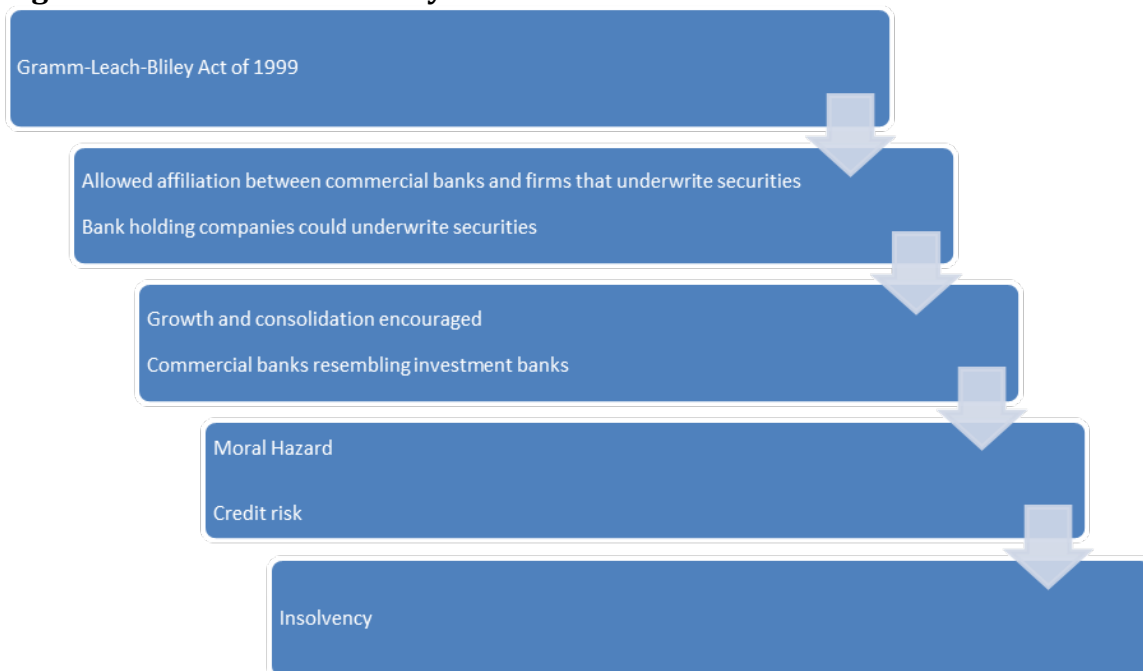 Gramm-Leach-Bliley Act of 1999
Allowed affiliation between commercial banks and firms that underwrite securities
Bank holding companies could underwrite securities
Growth and consolidation encouraged
Commercial banks resembling investment banks
Moral Hazard
Credit risk
Insolvency